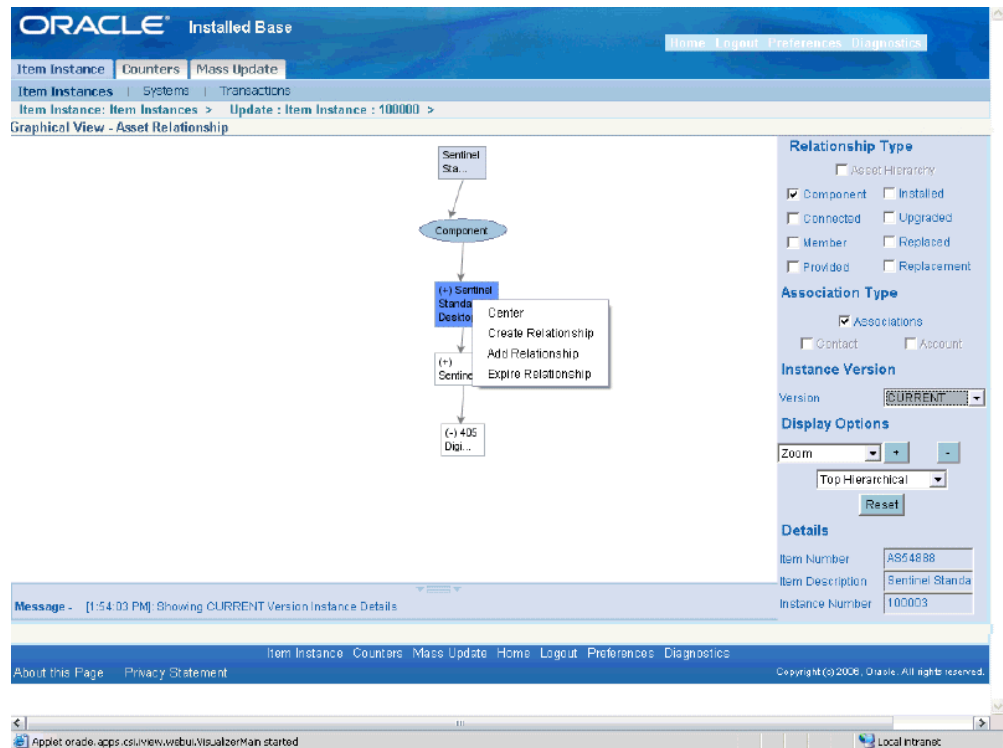 ORACLE Installed Base
Home Logout Preferences Diagnostics
Item Instance Counters Mass Update
Item Instances | Systems | Transactions
Item Instance: Item Instances > Update : Item Instance : 100000 >
Graphical View - Asset Relationship
Sentinel
Sta...
Component
(+) Sentinel
Standa
Deskto
(+)
Sentine
(-) 405
Digi...
Center
Create Relationship
Add Relationship
Expire Relationship
Relationship Type
Asset Hierarchy
Component Installed
Connected Upgraded
Member Replaced
Provided Replacement
Association Type
Associations
Contact Account
Instance Version
Version CURRENT
Display Options
Zoom + -
Top Hierarchical
Reset
Details
Item Number AS54888
Item Description Sentinel Standa
Instance Number 100003
Message - [1:54:03 PM]: Showing CURRENT Version Instance Details
Item Instance Counters Mass Update Home Logout Preferences Diagnostics
About this Page Privacy Statement
Copyright (c) 2006, Oracle. All rights reserved.
Applet oracle.apps.csi.iview.webui.VisualizerMain started
Local intranet